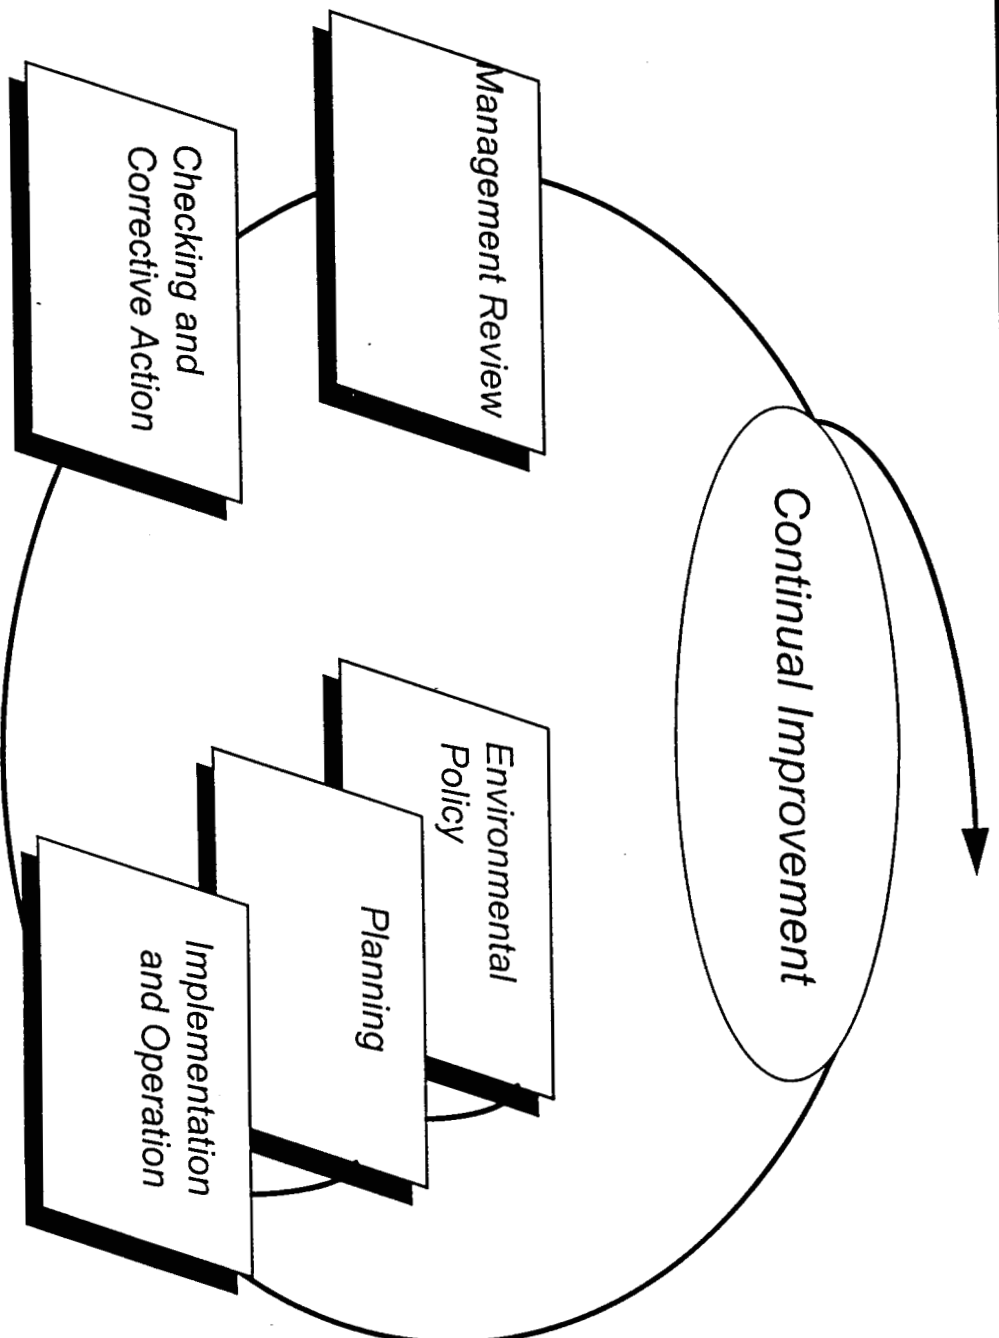 Continual Improvement
Management Review
Checking and
Corrective Action
Environmental
Policy
Planning
Implementation
and Operation